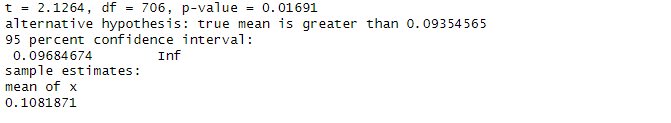 t = 2.1264, df = 706, p-value = 0.01691
alternative hypothesis: true mean is greater than 0.09354565
95 percent confidence interval:
 0.09684674        Inf
sample estimates:
mean of x
0.1081871